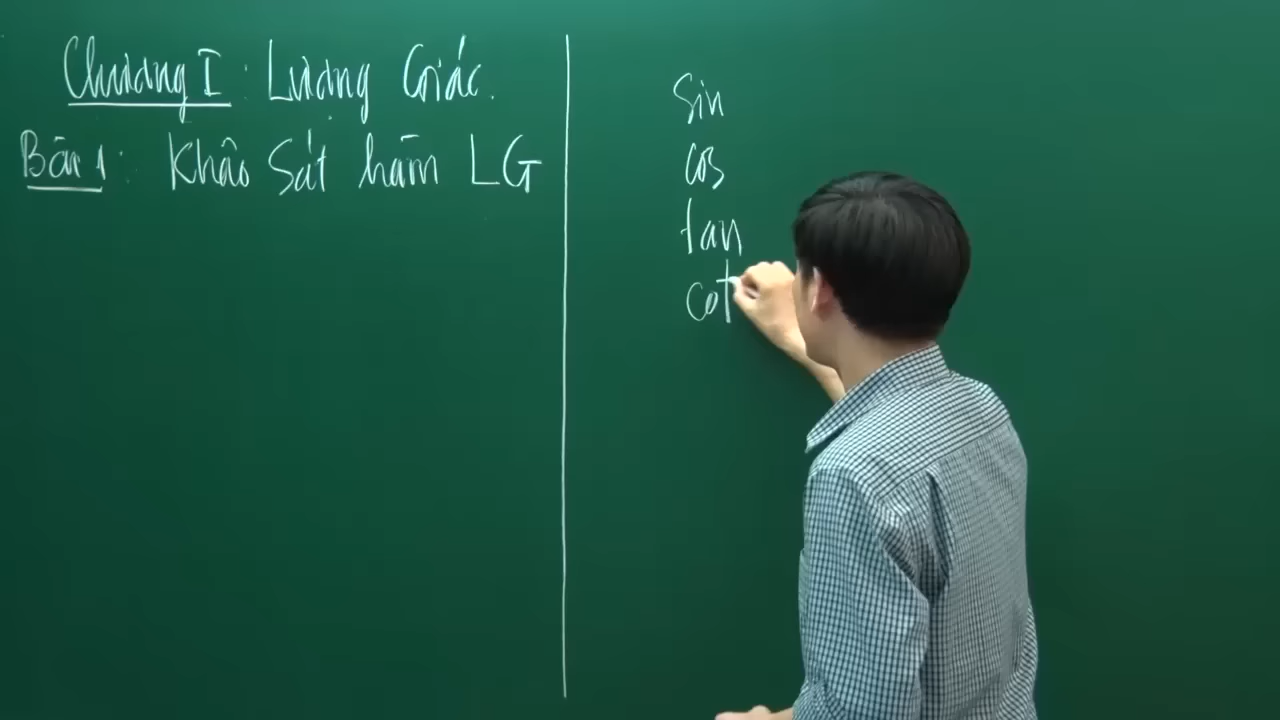 Chương I: Lượng Giác.
Bài 1: Khảo Sát hàm LG
Sin
cos
tan
cot